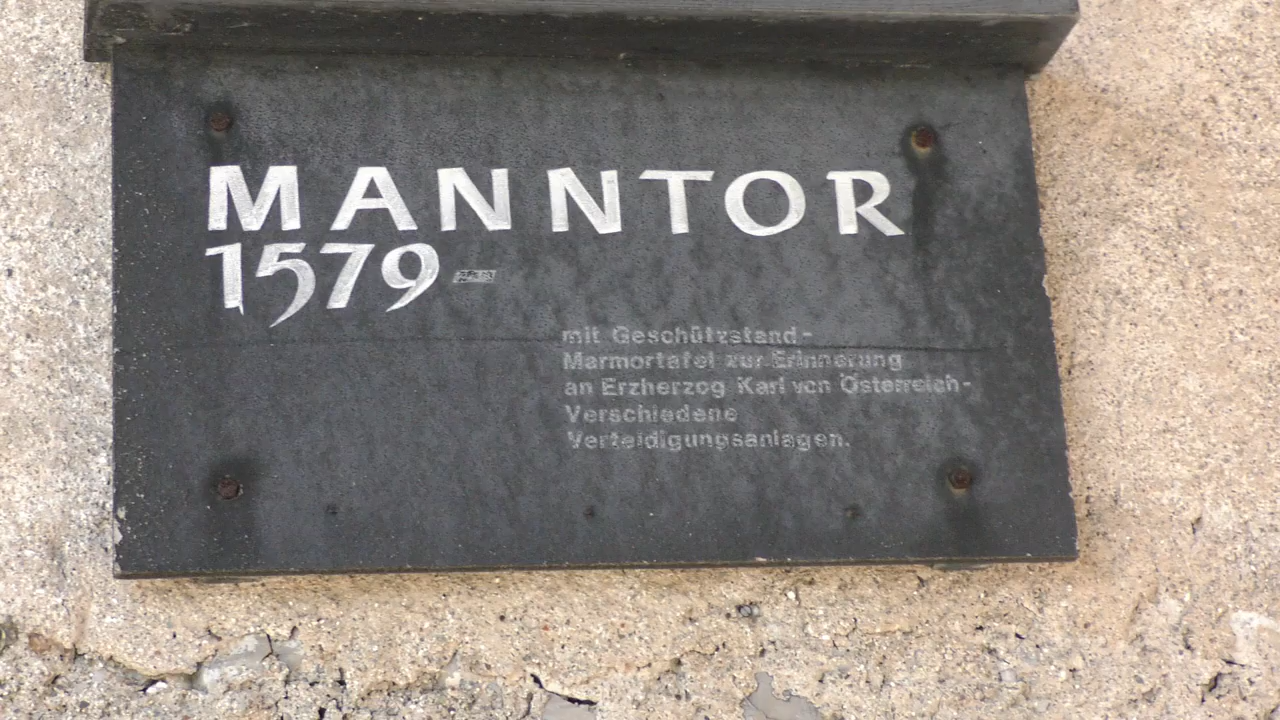 MANNTOR
1579
mit Geschützstand-
Marmortafel zur Erinnerung
an Erzherzog Karl von Österreich-
Verschiedene
Verteidigungsanlagen.